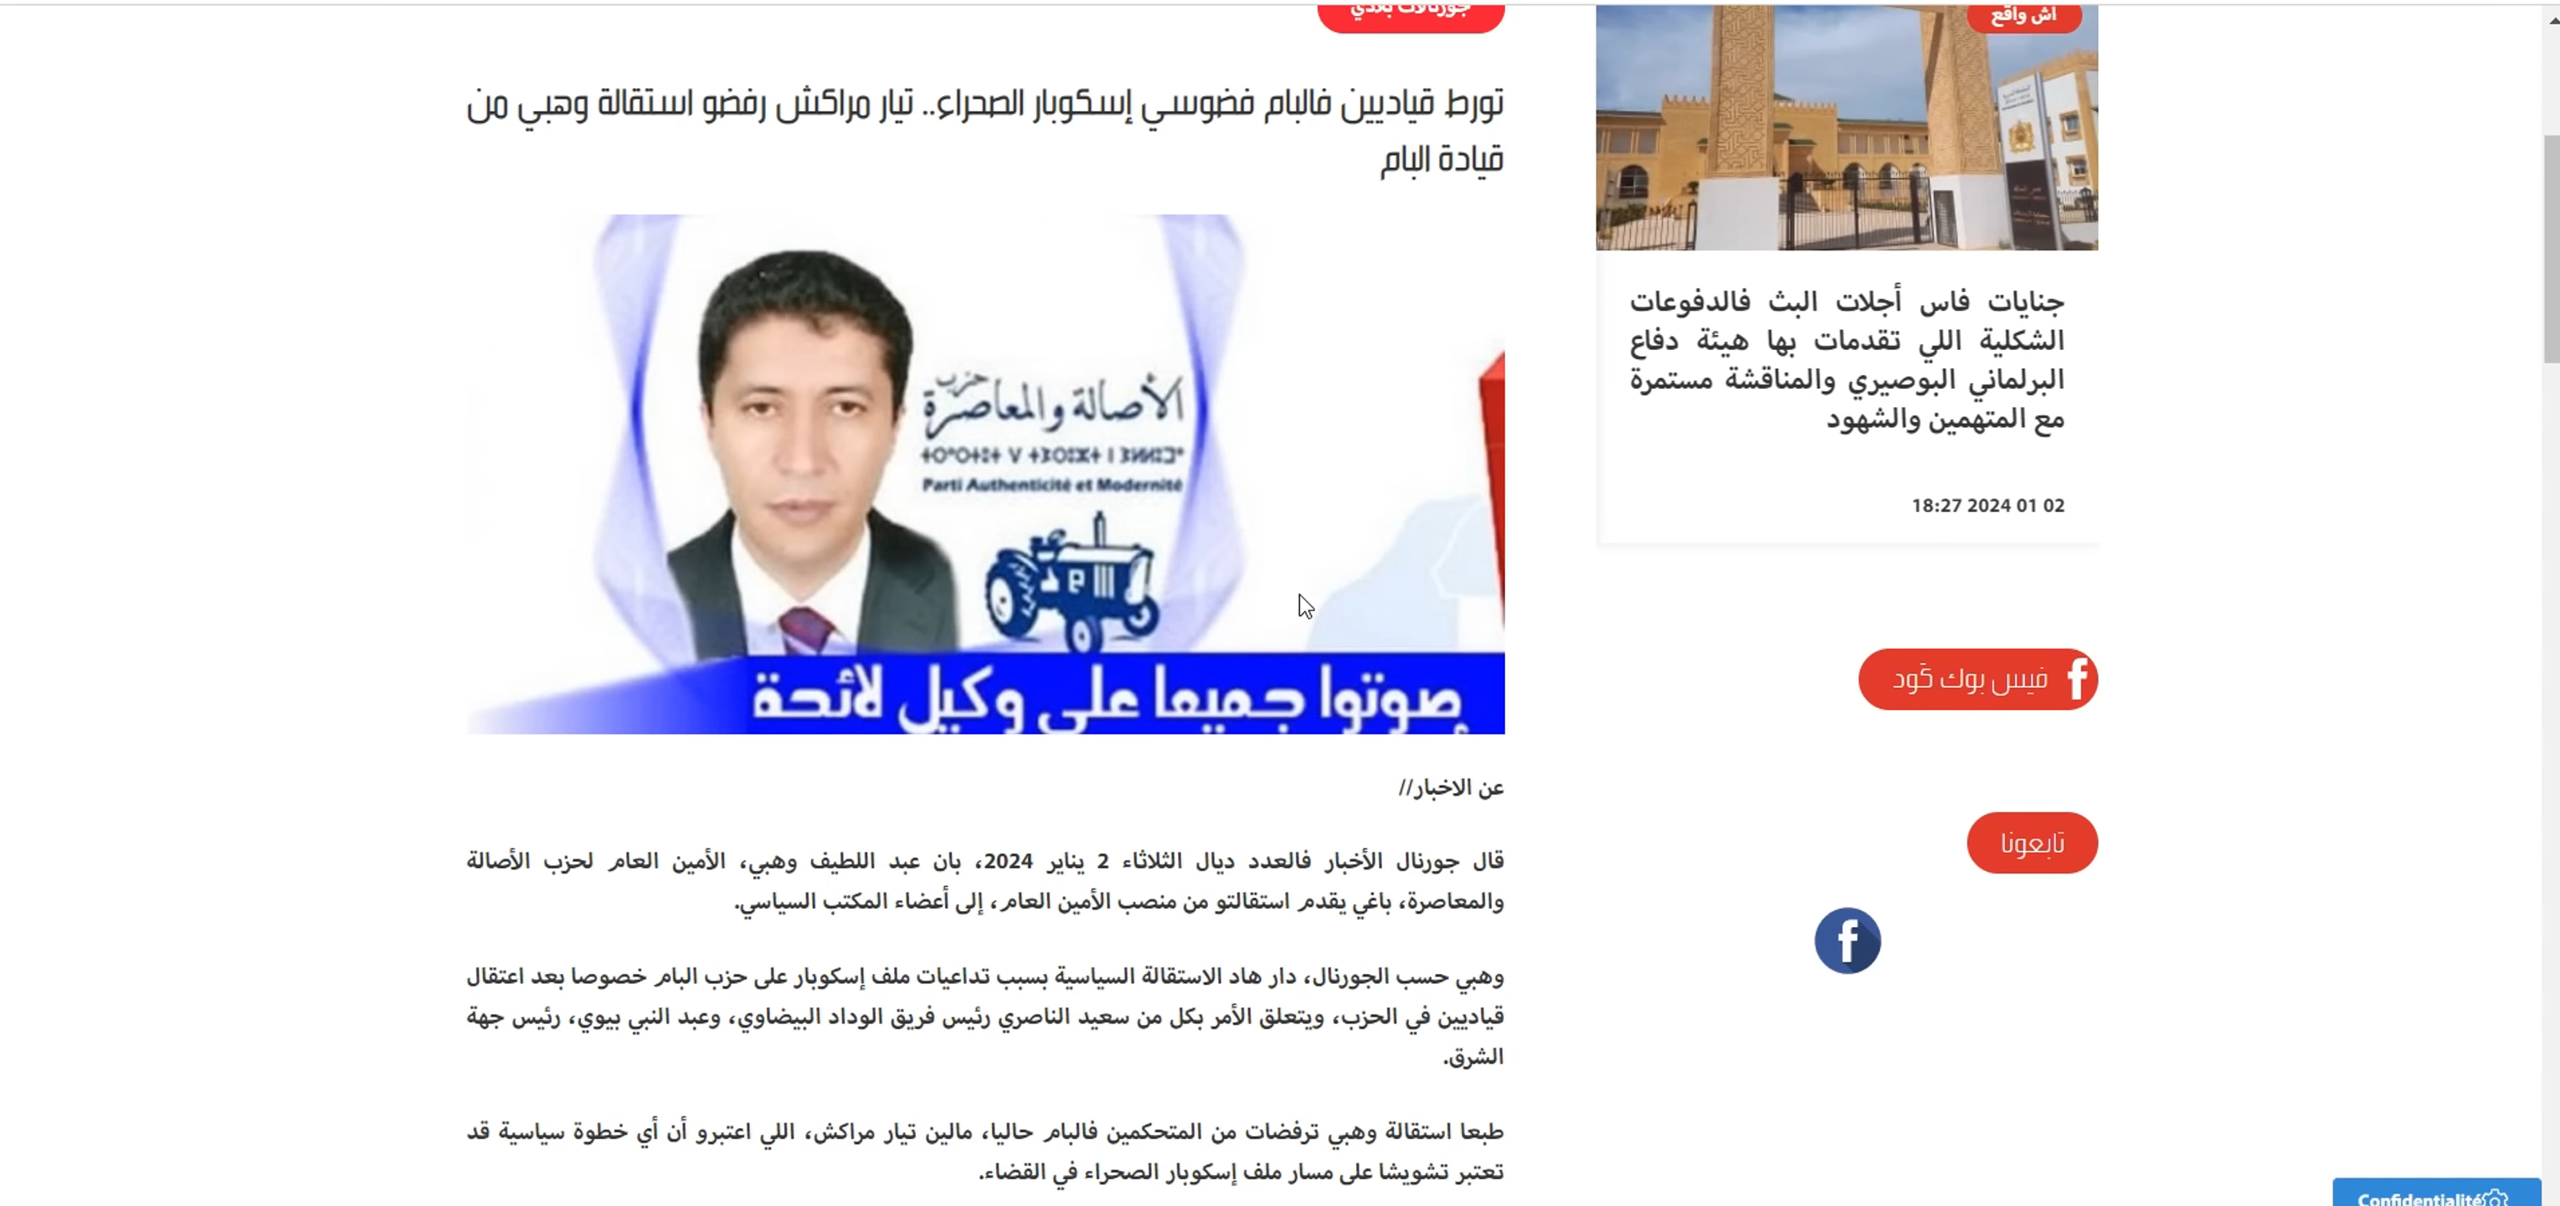 جورنالات بلادي
تورط قياديين فالبام فضوسي إسكوبار الصحراء.. تيار مراكش رفضو استقالة وهبي من
قيادة البام
حزب
الأصالة والمعاصرة
Parti Authenticité et Modernité
صوتوا جميعا على وكيل لائحة
عن الاخبار//
قال جورنال الأخبار فالعدد ديال الثلاثاء 2 يناير 2024، بان عبد اللطيف وهبي، الأمين العام لحزب الأصالة
والمعاصرة، باغي يقدم استقالتو من منصب الأمين العام، إلى أعضاء المكتب السياسي.
وهبي حسب الجورنال، دار هاد الاستقالة السياسية بسبب تداعيات ملف إسكوبار على حزب البام خصوصا بعد اعتقال
قياديين في الحزب، ويتعلق الأمر بكل من سعيد الناصري رئيس فريق الوداد البيضاوي، وعبد النبي بيوي، رئيس جهة
الشرق.
طبعا استقالة وهبي ترفضات من المتحكمين فالبام حاليا، مالين تيار مراكش، اللي اعتبرو أن أي خطوة سياسية قد
تعتبر تشويشا على مسار ملف إسكوبار الصحراء في القضاء.
اش واقع
جنايات فاس أجلات البث فالدفوعات
الشكلية اللي تقدمات بها هيئة دفاع
البرلماني البوصيري والمناقشة مستمرة
مع المتهمين والشهود
18:27 2024 01 02
فيس بوك كَود
تابعونا
Confidentialité